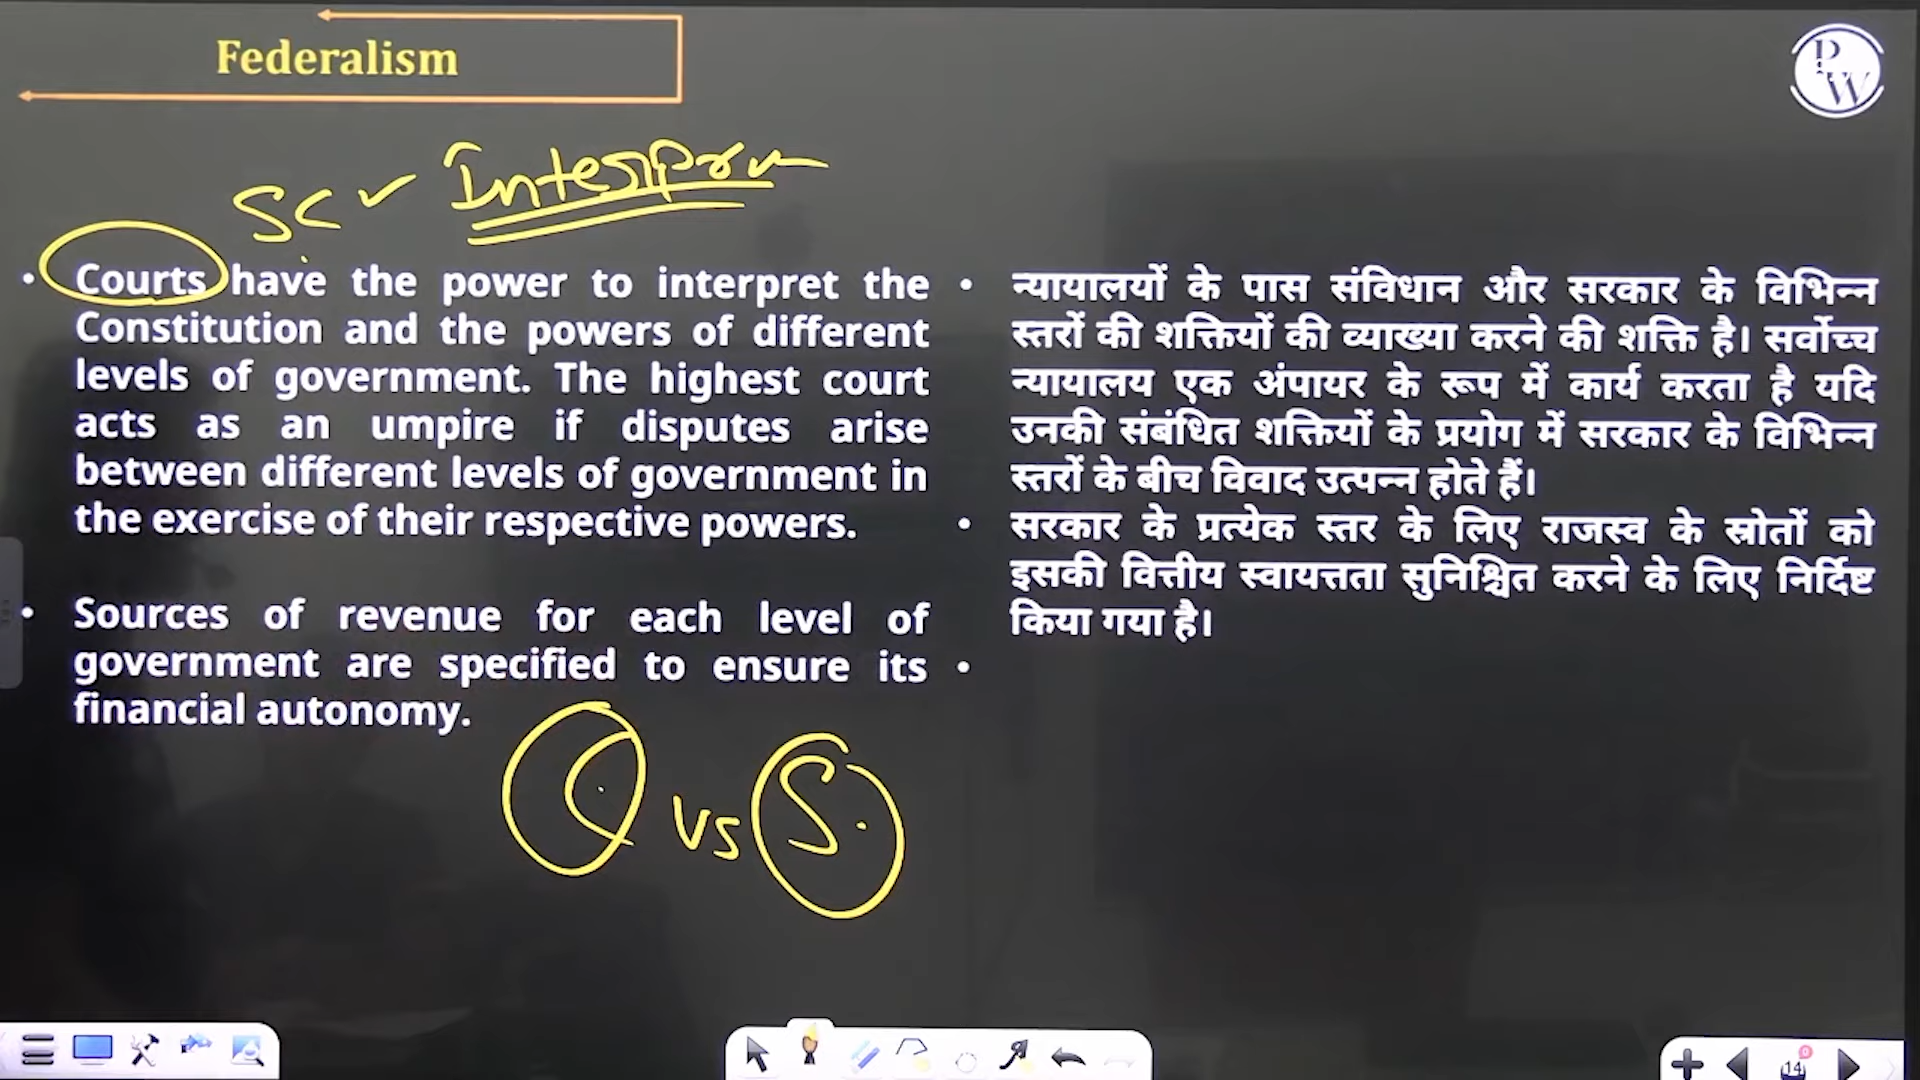 Federalism
PW
SC ✓
Courts have the power to interpret the
Constitution and the powers of different
levels of government. The highest court
acts as an umpire if disputes arise
between different levels of government in
the exercise of their respective powers.
Sources of revenue for each level of
government are specified to ensure its
financial autonomy.
C vs S
• न्यायालयों के पास संविधान और सरकार के विभिन्न
स्तरों की शक्तियों की व्याख्या करने की शक्ति है। सर्वोच्च
न्यायालय एक अंपायर के रूप में कार्य करता है यदि
उनकी संबंधित शक्तियों के प्रयोग में सरकार के विभिन्न
स्तरों के बीच विवाद उत्पन्न होते हैं।
• सरकार के प्रत्येक स्तर के लिए राजस्व के स्रोतों को
इसकी वित्तीय स्वायत्तता सुनिश्चित करने के लिए निर्दिष्ट
किया गया है।
14